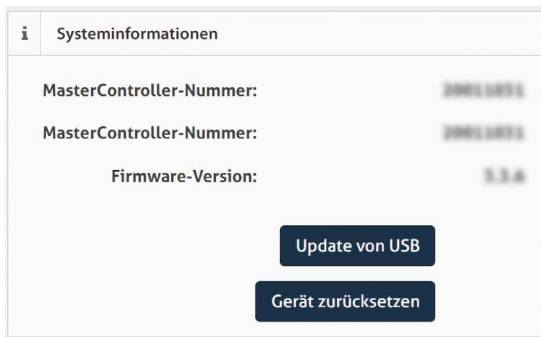 i Systeminformationen
MasterController-Nummer:
MasterController-Nummer:
Firmware-Version:
Update von USB
Gerät zurücksetzen